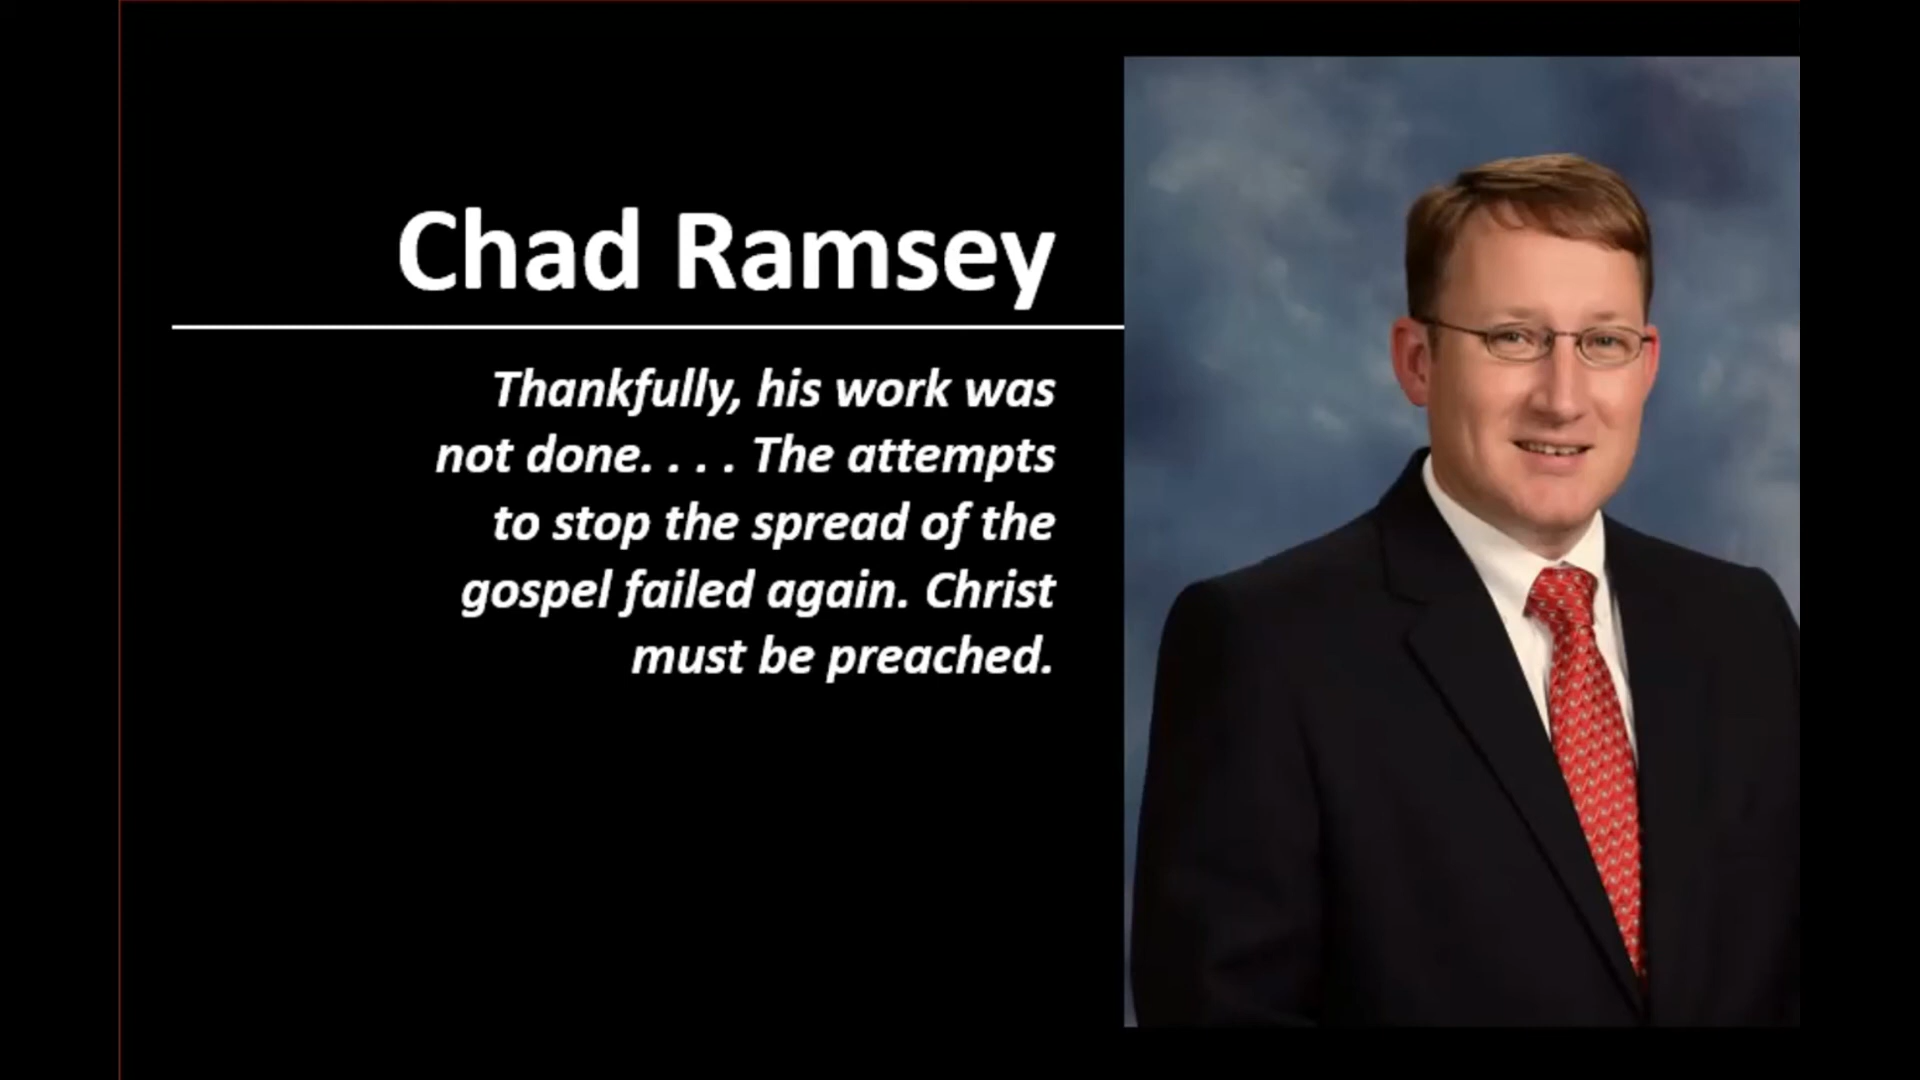 Chad Ramsey
Thankfully, his work was
not done. . . . The attempts
to stop the spread of the
gospel failed again. Christ
must be preached.